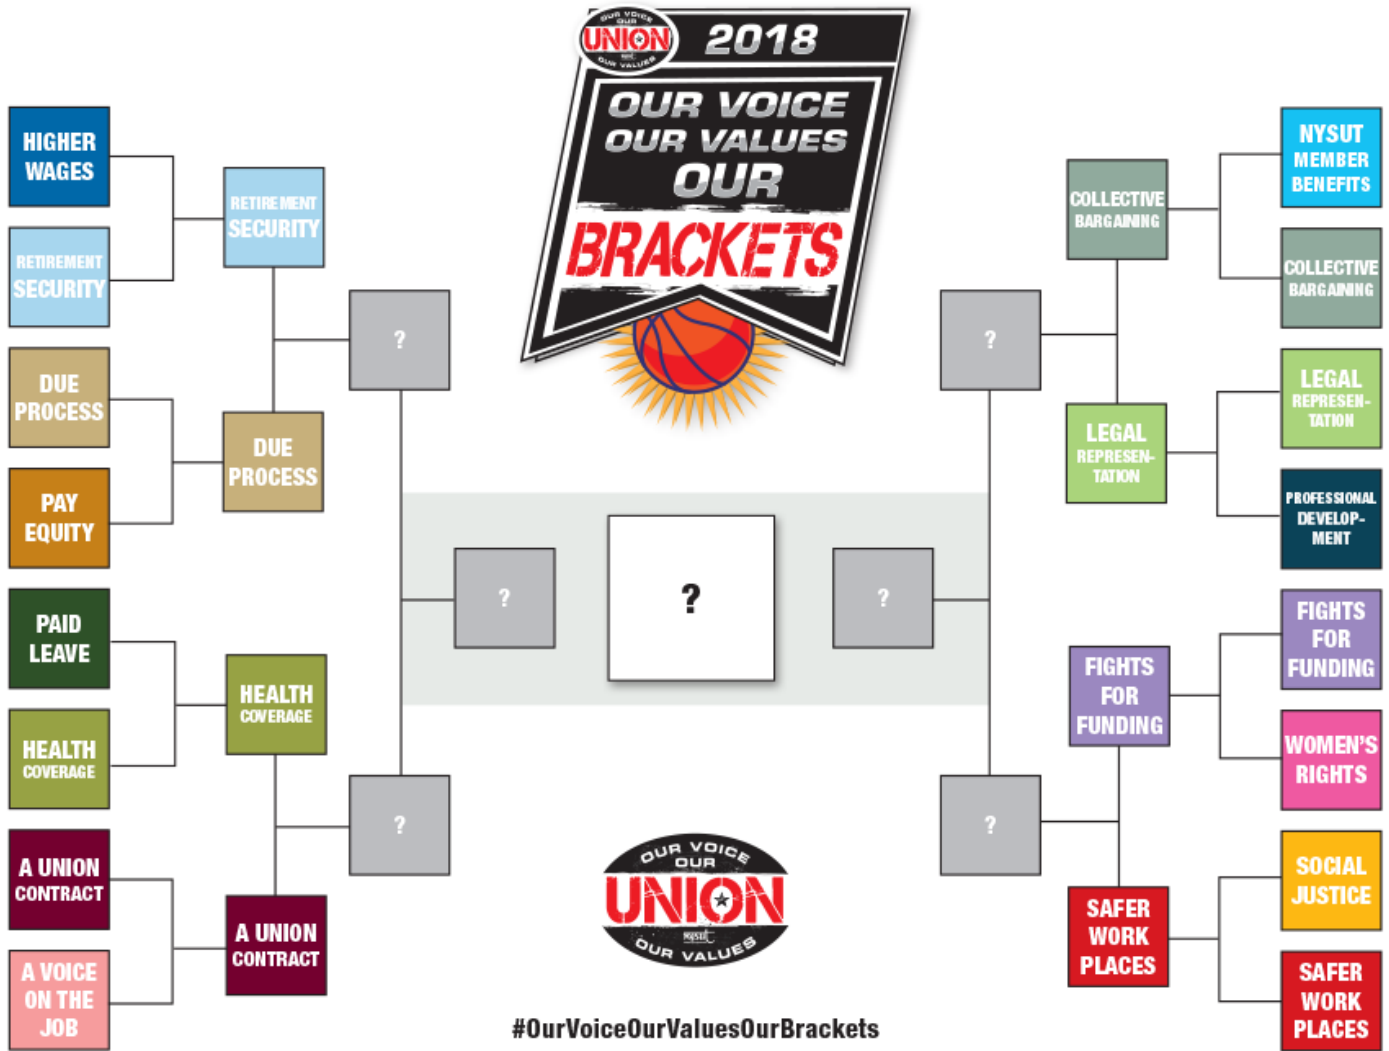 OUR VOICE
OUR
UNION
nysut
OUR VALUES
2018
OUR VOICE
OUR VALUES
OUR
BRACKETS
HIGHER
WAGES
RETIREMENT
SECURITY
DUE
PROCESS
PAY
EQUITY
PAID
LEAVE
HEALTH
COVERAGE
A UNION
CONTRACT
A VOICE
ON THE
JOB
RETIREMENT
SECURITY
DUE
PROCESS
HEALTH
COVERAGE
A UNION
CONTRACT
?
?
?
?
?
?
?
COLLECTIVE
BARGAINING
LEGAL
REPRESEN-
TATION
FIGHTS
FOR
FUNDING
SAFER
WORK
PLACES
NYSUT
MEMBER
BENEFITS
COLLECTIVE
BARGAINING
LEGAL
REPRESEN-
TATION
PROFESSIONAL
DEVELOP-
MENT
FIGHTS
FOR
FUNDING
WOMEN'S
RIGHTS
SOCIAL
JUSTICE
SAFER
WORK
PLACES
OUR VOICE
OUR
UNION
nysut
OUR VALUES
#OurVoiceOurValuesOurBrackets